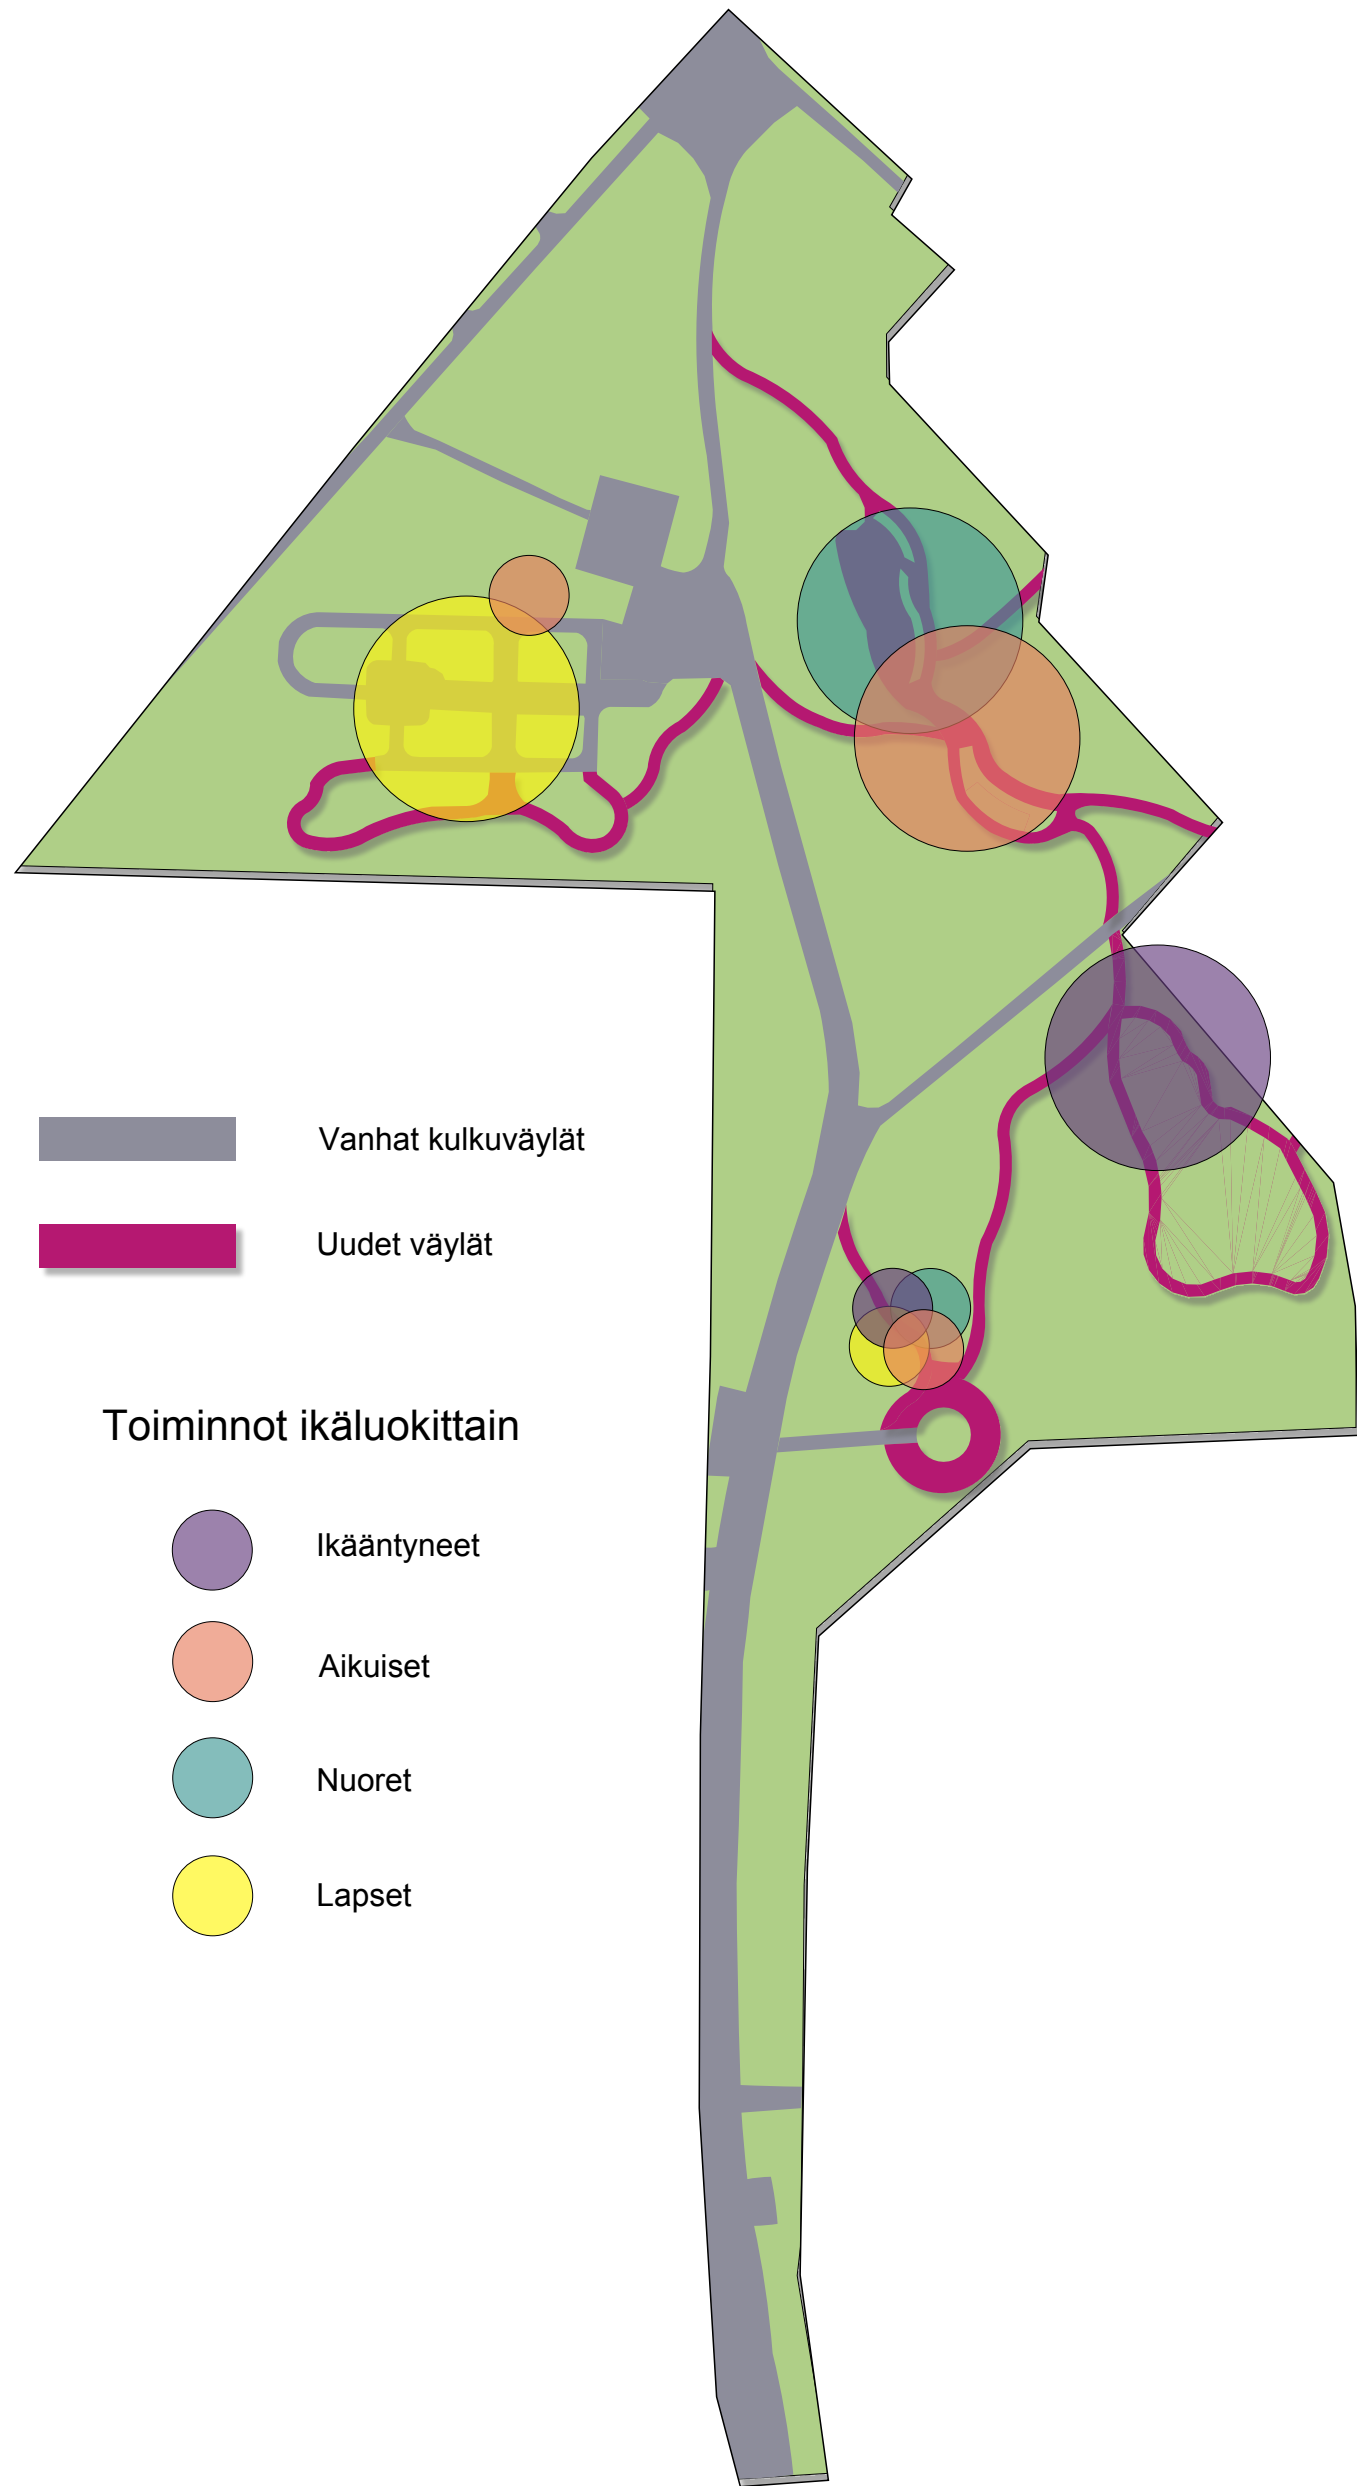 Vanhat kulkuväylät
Uudet väylät
Toiminnot ikäluokittain
Ikääntyneet
Aikuiset
Nuoret
Lapset